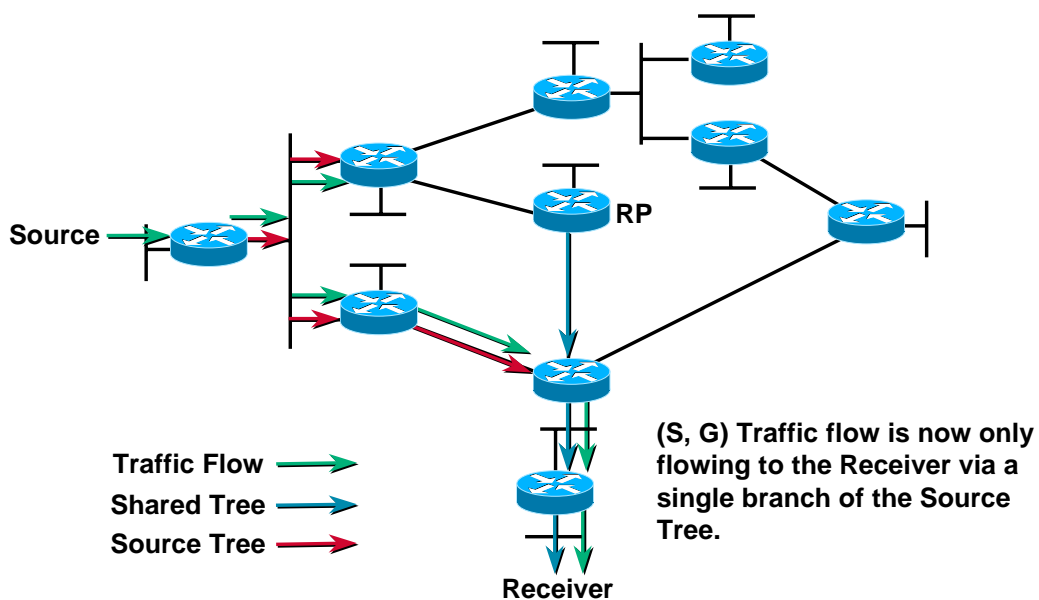 RP
Source
(S, G) Traffic flow is now only
flowing to the Receiver via a
single branch of the Source
Tree.
Traffic Flow
Shared Tree
Source Tree
Receiver